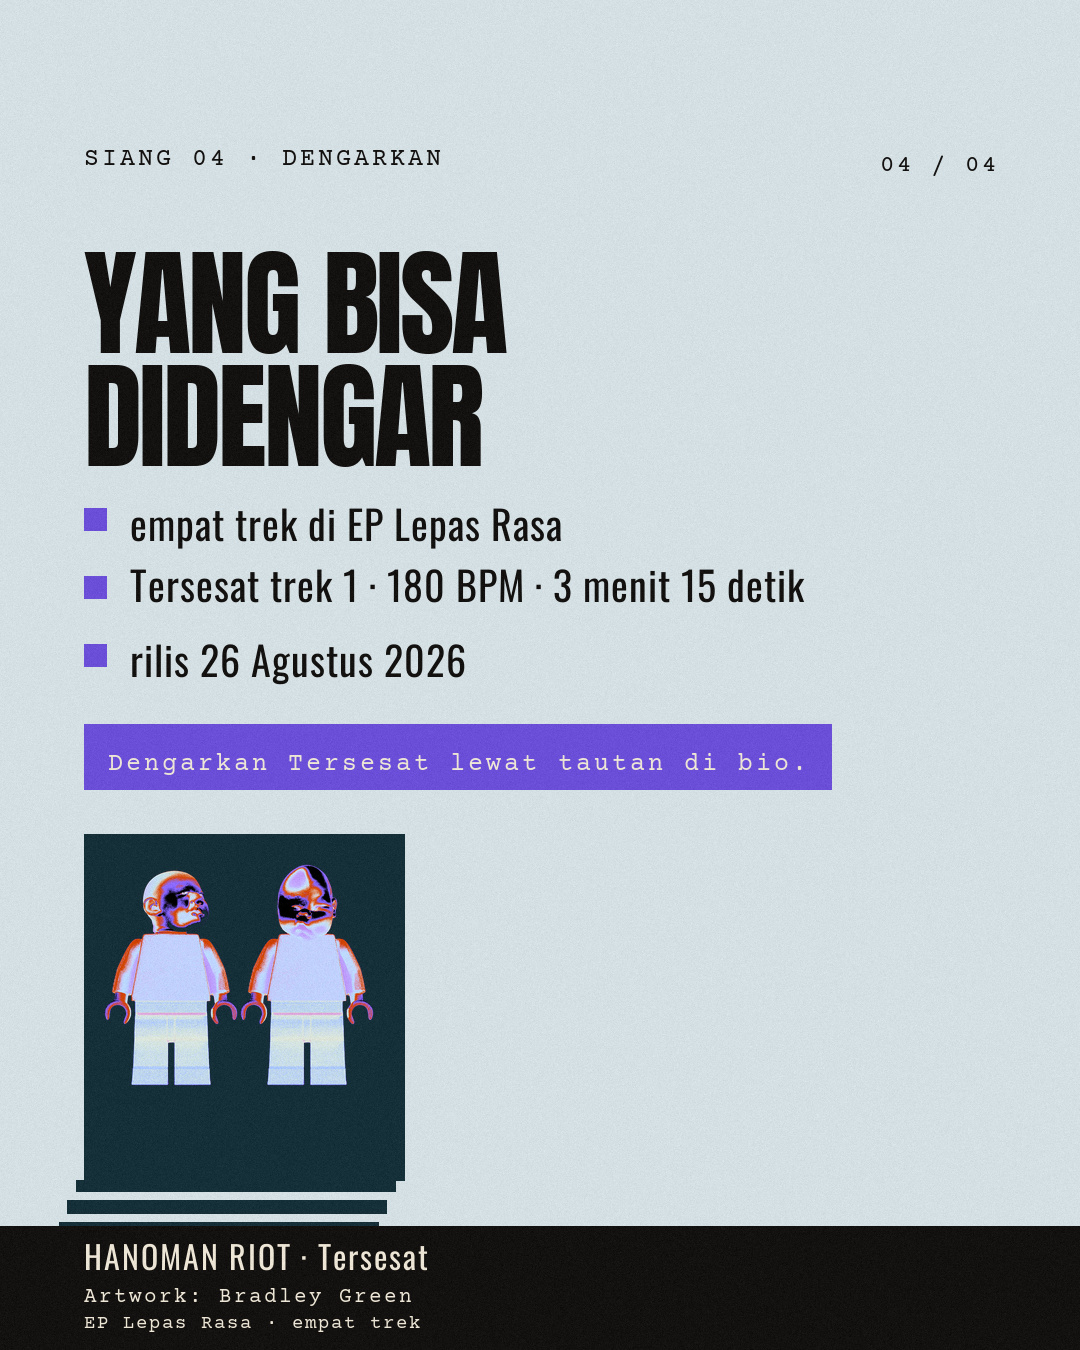 SIANG 04 · DENGARKAN
04 / 04
YANG BISA
DIDENGAR
empat trek di EP Lepas Rasa
Tersesat trek 1 · 180 BPM · 3 menit 15 detik
rilis 26 Agustus 2026
Dengarkan Tersesat lewat tautan di bio.
HANOMAN RIOT · Tersesat
Artwork: Bradley Green
EP Lepas Rasa · empat trek